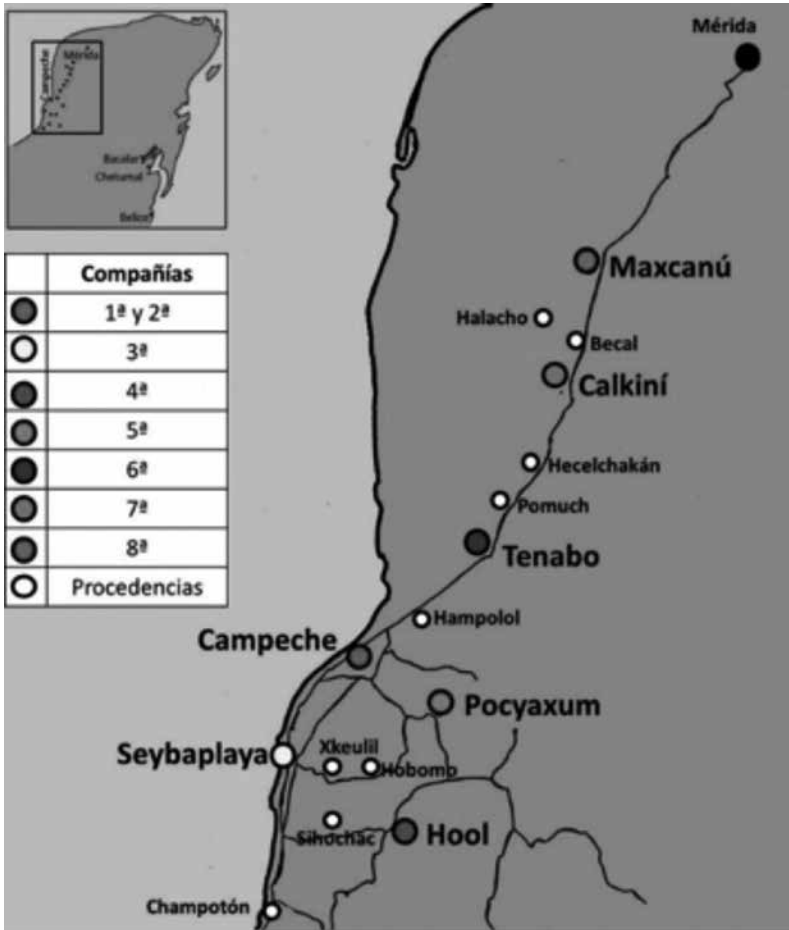 Mérida
Campeche
Mérida
Bacalar
Chetumal
Belice
Compañías
1ª y 2ª
3ª
4ª
5ª
6ª
7ª
8ª
Procedencias
Maxcanú
Halacho
Becal
Calkiní
Hecelchakán
Pomuch
Tenabo
Hampolol
Campeche
Pocyaxum
Seybaplaya
Xkeulil
Hobomo
Sihochac
Hool
Champotón